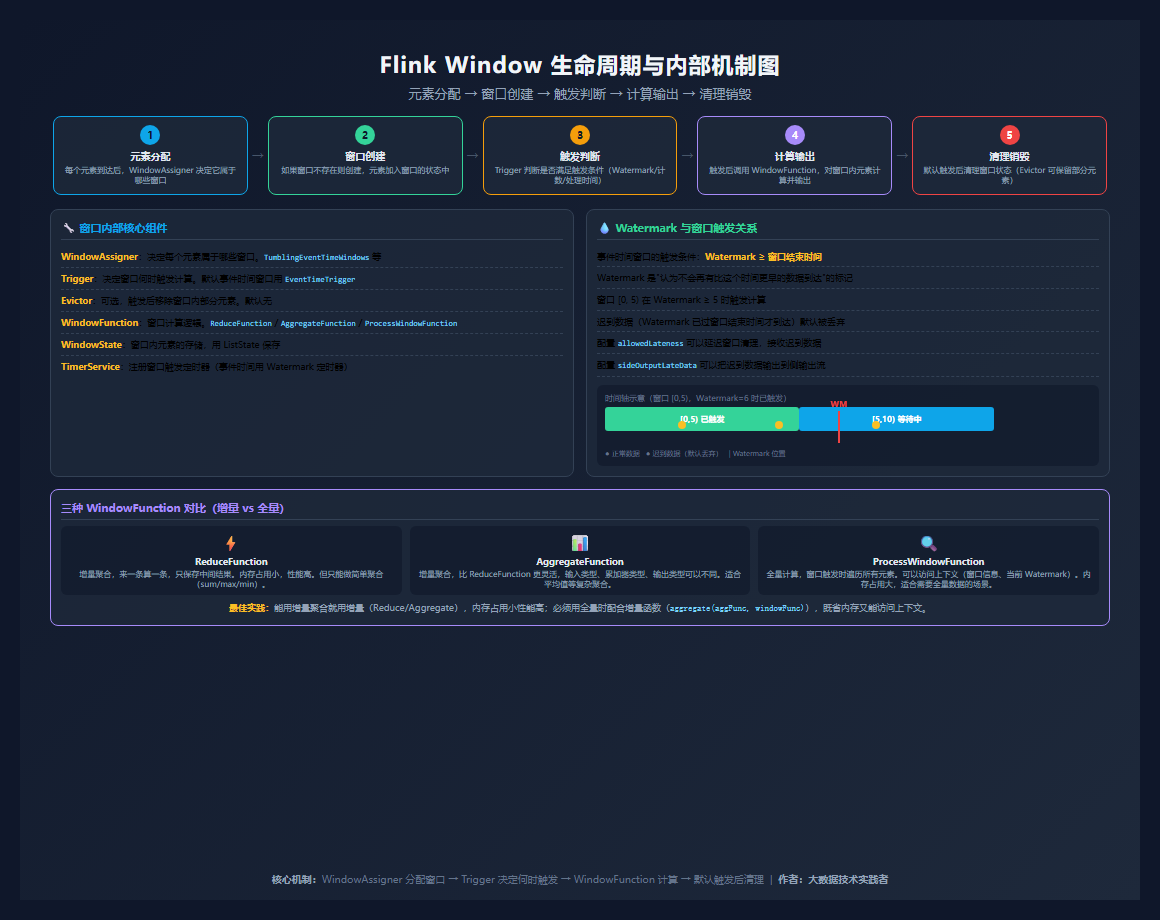 Flink Window 生命周期与内部机制图
元素分配 → 窗口创建 → 触发判断 → 计算输出 → 清理销毁
1
元素分配
每个元素到达后，WindowAssigner 决定它属于
哪些窗口
→
2
窗口创建
如果窗口不存在则创建，元素加入窗口的状态中
→
3
触发判断
Trigger 判断是否满足触发条件（Watermark/计
数/处理时间）
→
4
计算输出
触发后调用 WindowFunction，对窗口内元素计
算并输出
→
5
清理销毁
默认触发后清理窗口状态（Evictor 可保留部分元
素）
窗口内部核心组件
WindowAssigner：决定每个元素属于哪些窗口。TumblingEventTimeWindows 等
Trigger：决定窗口何时触发计算。默认事件时间窗口用 EventTimeTrigger
Evictor：可选，触发后移除窗口内部分元素。默认无
WindowFunction：窗口计算逻辑。ReduceFunction / AggregateFunction / ProcessWindowFunction
WindowState：窗口内元素的存储，用 ListState 保存
TimerService：注册窗口触发定时器（事件时间用 Watermark 定时器）
Watermark 与窗口触发关系
事件时间窗口的触发条件：Watermark ≥ 窗口结束时间
Watermark 是"认为不会再有比这个时间更早的数据到达"的标记
窗口 [0, 5) 在 Watermark ≥ 5 时触发计算
迟到数据（Watermark 已过窗口结束时间才到达）默认被丢弃
配置 allowedLateness 可以延迟窗口清理，接收迟到数据
配置 sideOutputLateData 可以把迟到数据输出到侧输出流
时间轴示意（窗口 [0,5)，Watermark=6 时已触发）
WM
[0,5) 已触发
[5,10) 等待中
● 正常数据 ● 迟到数据（默认丢弃） | Watermark 位置
三种 WindowFunction 对比（增量 vs 全量）
ReduceFunction
增量聚合，来一条算一条，只保存中间结果。内存占用小，性能高。但只能做简单聚合
（sum/max/min）。
AggregateFunction
增量聚合，比 ReduceFunction 更灵活，输入类型、累加器类型、输出类型可以不同。适合
平均值等复杂聚合。
ProcessWindowFunction
全量计算，窗口触发时遍历所有元素。可以访问上下文（窗口信息、当前 Watermark）。内
存占用大，适合需要全量数据的场景。
最佳实践：能用增量聚合就用增量（Reduce/Aggregate），内存占用小性能高；必须用全量时配合增量函数（aggregate(aggFunc, windowFunc)），既省内存又能访问上下文。
核心机制：WindowAssigner 分配窗口 → Trigger 决定何时触发 → WindowFunction 计算 → 默认触发后清理 | 作者：大数据技术实践者